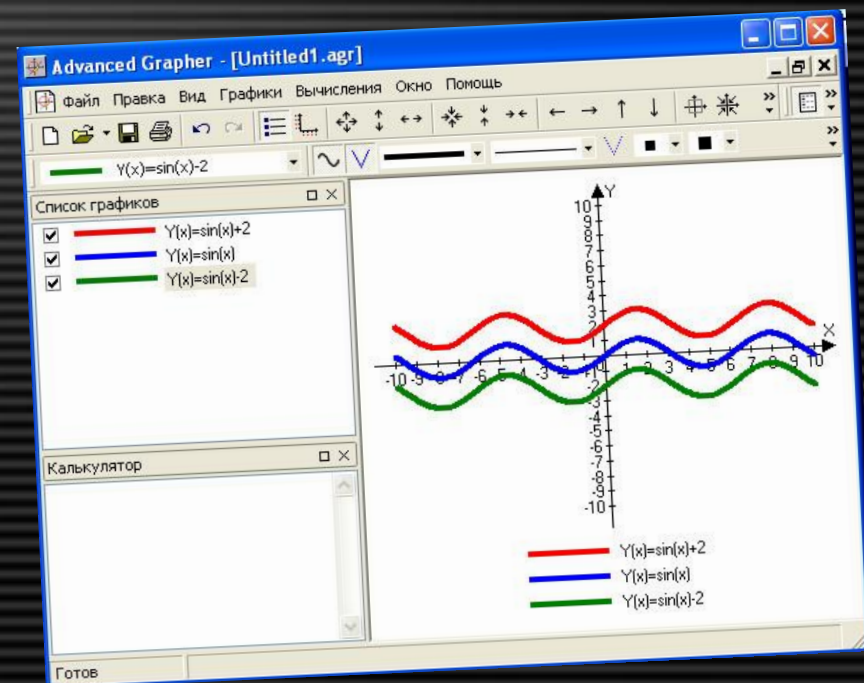 Advanced Grapher - [Untitled1.agr]
Файл Правка Вид Графики Вычисления Окно Помощь
Y(x)=sin(x)-2
Список графиков
Y(x)=sin(x)+2
Y(x)=sin(x)
Y(x)=sin(x)-2
Калькулятор
Y
10
9
8
7
6
5
4
3
2
X
-10 -9 -8 -7 -6 -5 -4 -3 -2 -1 0 1 2 3 4 5 6 7 8 9 10
-2
-3
-4
-5
-6
-7
-8
-9
-10
Y(x)=sin(x)+2
Y(x)=sin(x)
Y(x)=sin(x)-2
Готов